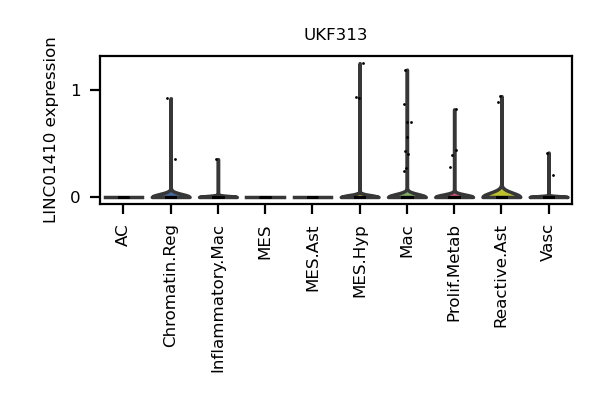 UKF313
LINC01410 expression
1
0
AC
Chromatin.Reg
Inflammatory.Mac
MES
MES.Ast
MES.Hyp
Mac
Prolif.Metab
Reactive.Ast
Vasc